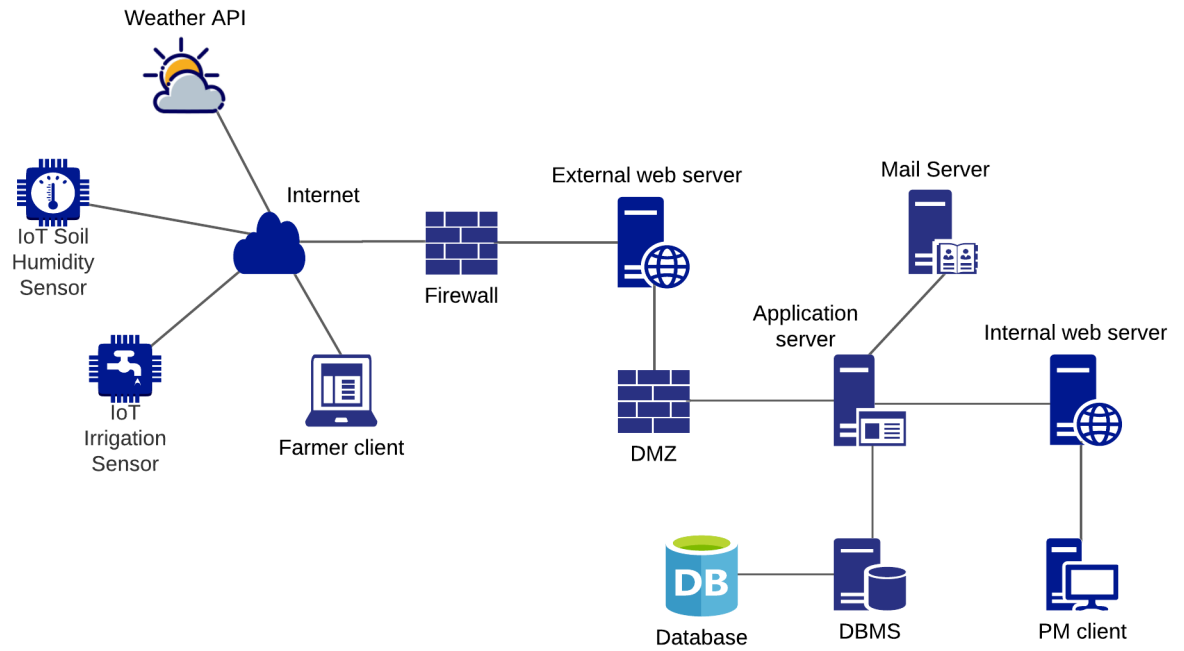 Weather API
Internet
External web server
Mail Server
IoT Soil
Humidity
Sensor
Firewall
Application
server
Internal web server
IoT
Irrigation
Sensor
Farmer client
DMZ
DB
Database
DBMS
PM client